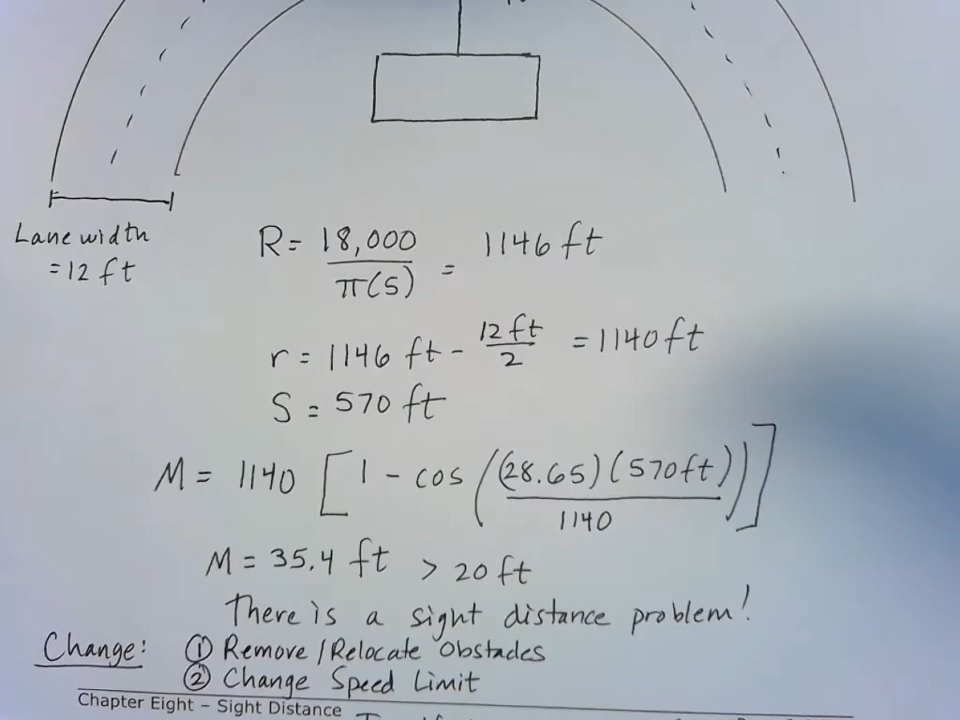 Lane width
= 12 ft
R = 18,000 / π(5) = 1146 ft
r = 1146 ft - 12 ft / 2 = 1140 ft
S = 570 ft
M = 1140 [1 - cos ((28.65)(570ft) / 1140)]
M = 35.4 ft > 20 ft
There is a sight distance problem!
Change: ① Remove / Relocate Obstacles
② Change Speed Limit
Chapter Eight – Sight Distance